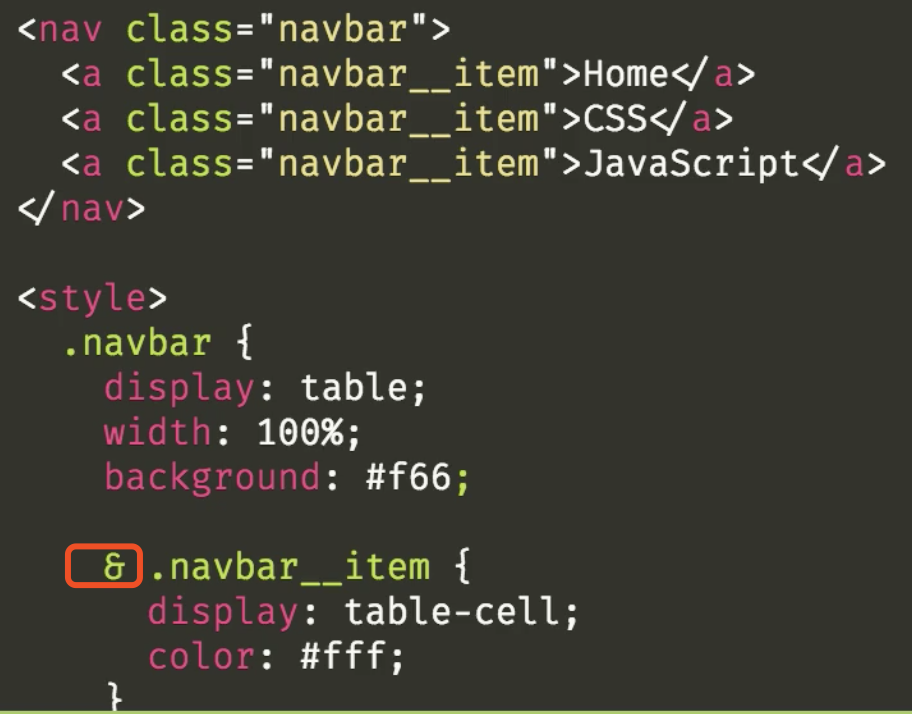 <nav class="navbar">
  <a class="navbar__item">Home</a>
  <a class="navbar__item">CSS</a>
  <a class="navbar__item">JavaScript</a>
</nav>

<style>
  .navbar {
    display: table;
    width: 100%;
    background: #f66;

    & .navbar__item {
      display: table-cell;
      color: #fff;
    }